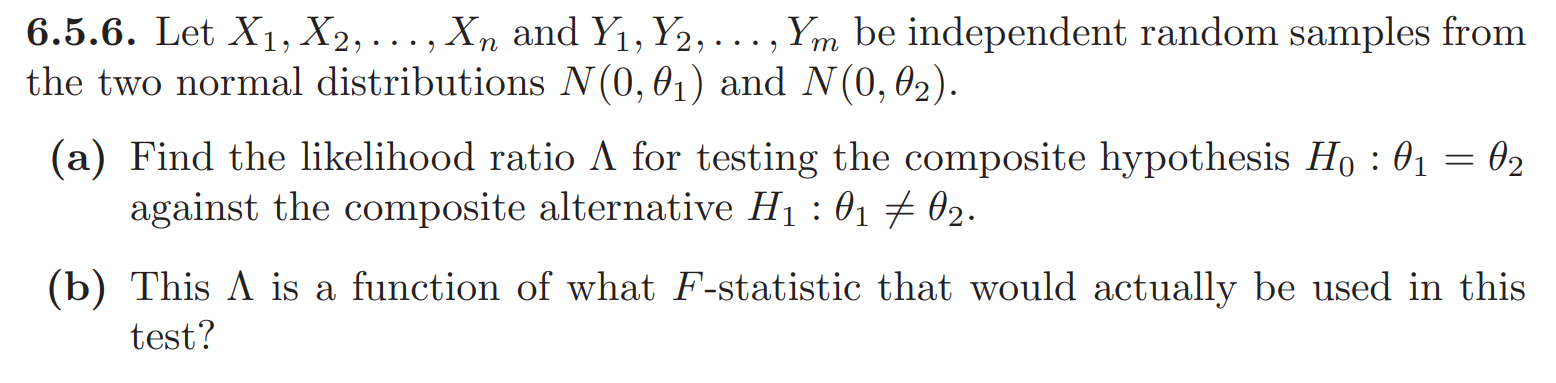 6.5.6. Let X₁, X₂, . . . , Xₙ and Y₁, Y₂, . . . , Yₘ be independent random samples from
the two normal distributions N(0, θ₁) and N(0, θ₂).
(a) Find the likelihood ratio Λ for testing the composite hypothesis H₀ : θ₁ = θ₂
against the composite alternative H₁ : θ₁ ≠ θ₂.
(b) This Λ is a function of what F-statistic that would actually be used in this
test?